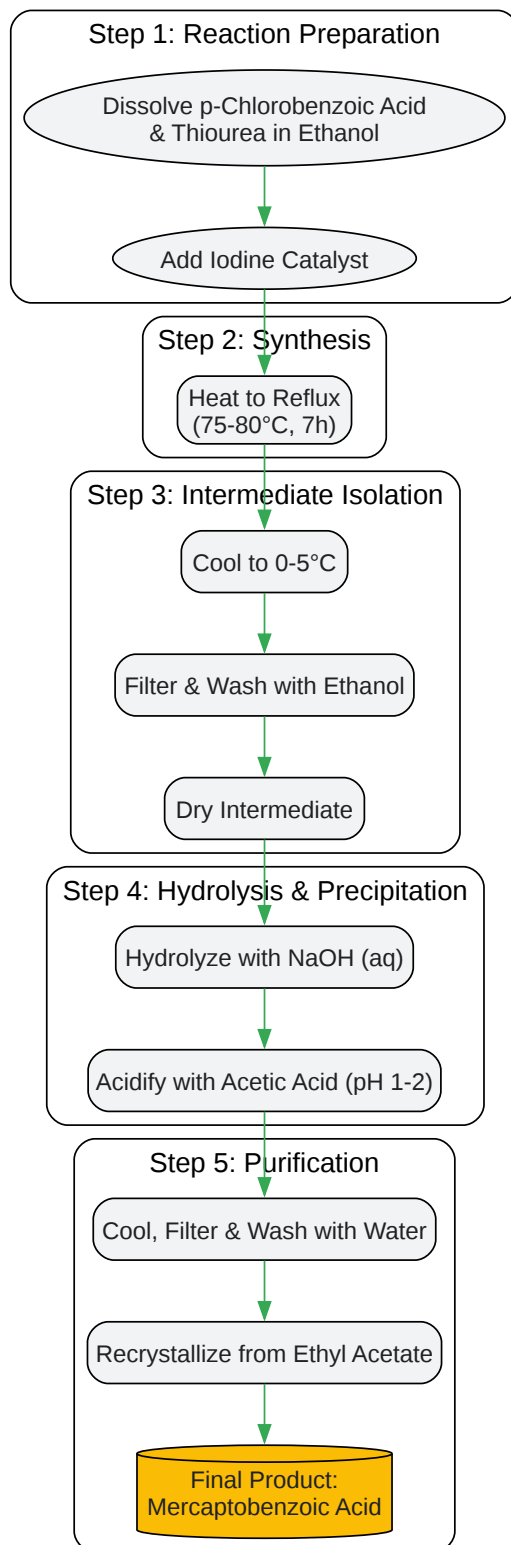 Step 1: Reaction Preparation
Dissolve p-Chlorobenzoic Acid
& Thiourea in Ethanol
Add Iodine Catalyst
Step 2: Synthesis
Heat to Reflux
(75-80°C, 7h)
Step 3: Intermediate Isolation
Cool to 0-5°C
Filter & Wash with Ethanol
Dry Intermediate
Step 4: Hydrolysis & Precipitation
Hydrolyze with NaOH (aq)
Acidify with Acetic Acid (pH 1-2)
Step 5: Purification
Cool, Filter & Wash with Water
Recrystallize from Ethyl Acetate
Final Product:
Mercaptobenzoic Acid